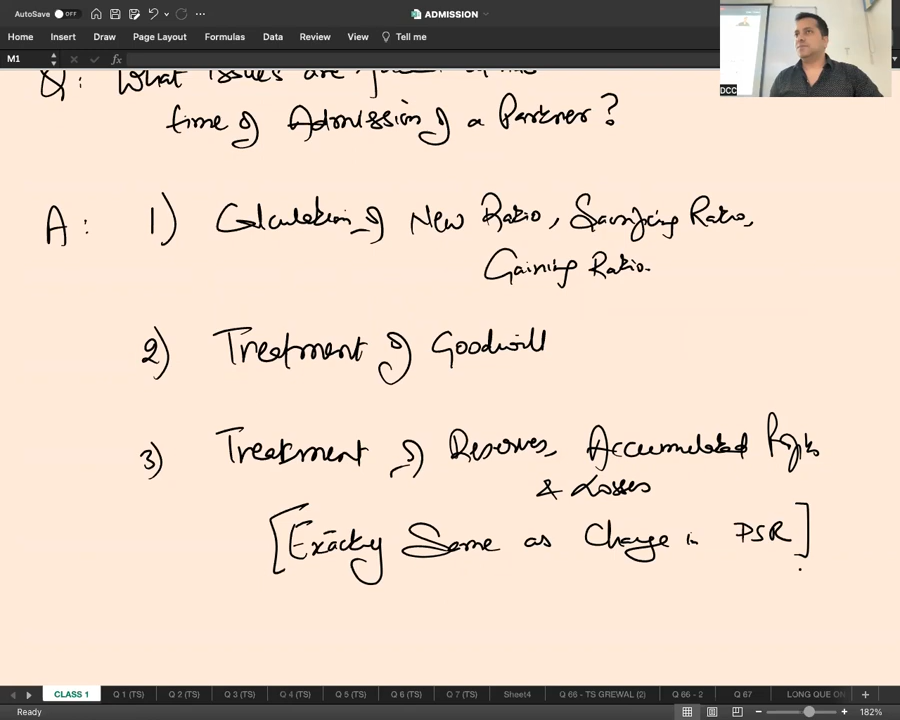 AutoSave OFF ADMISSION
Home Insert Draw Page Layout Formulas Data Review View Tell me
M1 fx
DCC
Q: What issues are
time of Admission of a Partner?
A: 1) Calculation of New Ratio, Sacrificing Ratio,
Gaining Ratio.
2) Treatment of Goodwill
3) Treatment of Reserves, Accumulated Profits
& Losses
[Exactly Same as Change in PSR]
CLASS 1 Q 1 (TS) Q 2 (TS) Q 3 (TS) Q 4 (TS) Q 5 (TS) Q 6 (TS) Q 7 (TS) Sheet4 Q 66 - TS GREWAL (2) Q 66 - 2 Q 67 LONG QUE ON
Ready 182%